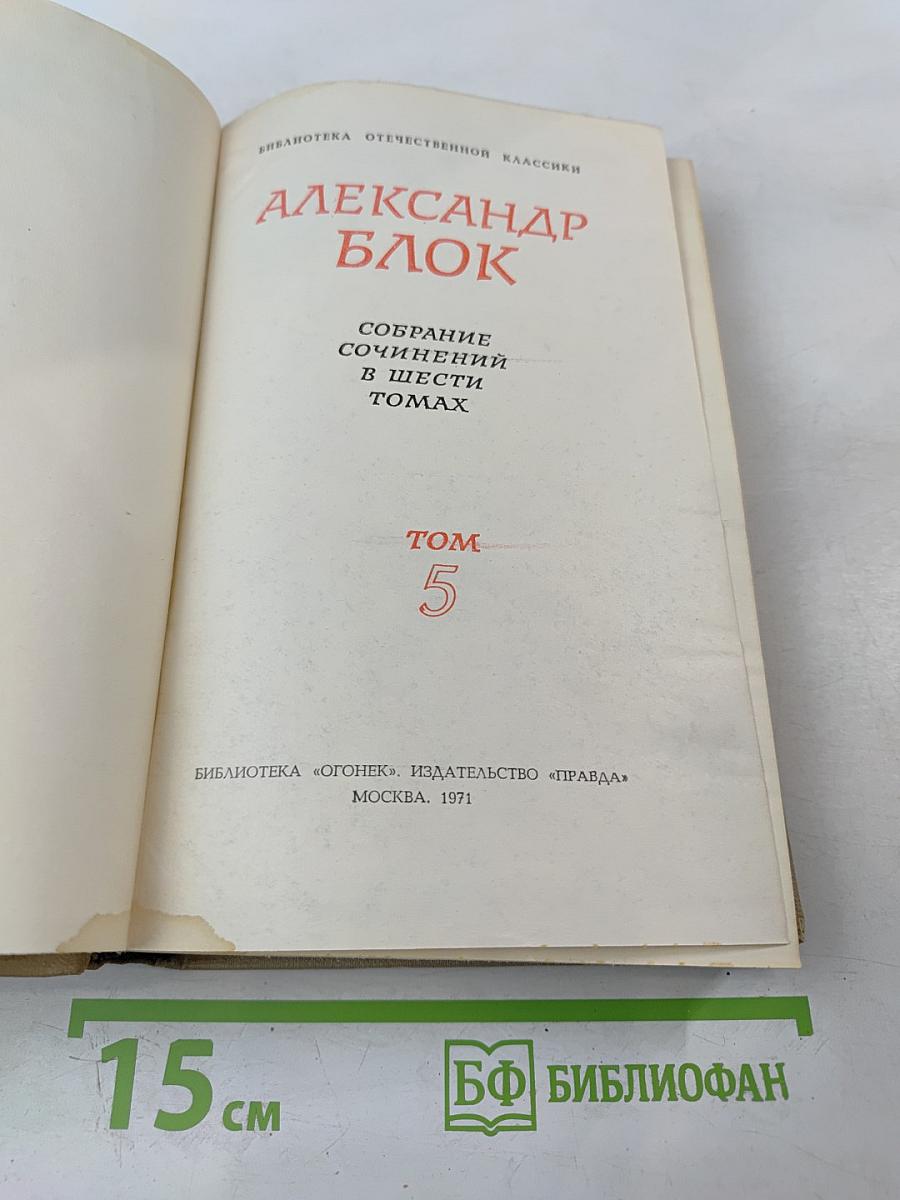 БИБЛИОТЕКА ОТЕЧЕСТВЕННОЙ КЛАССИКИ
АЛЕКСАНДР
БЛОК
СОБРАНИЕ
СОЧИНЕНИЙ
В ШЕСТИ
ТОМАХ
ТОМ
5
БИБЛИОТЕКА «ОГОНЕК». ИЗДАТЕЛЬСТВО «ПРАВДА»
МОСКВА. 1971
15 СМ
БФ БИБЛИОФАН